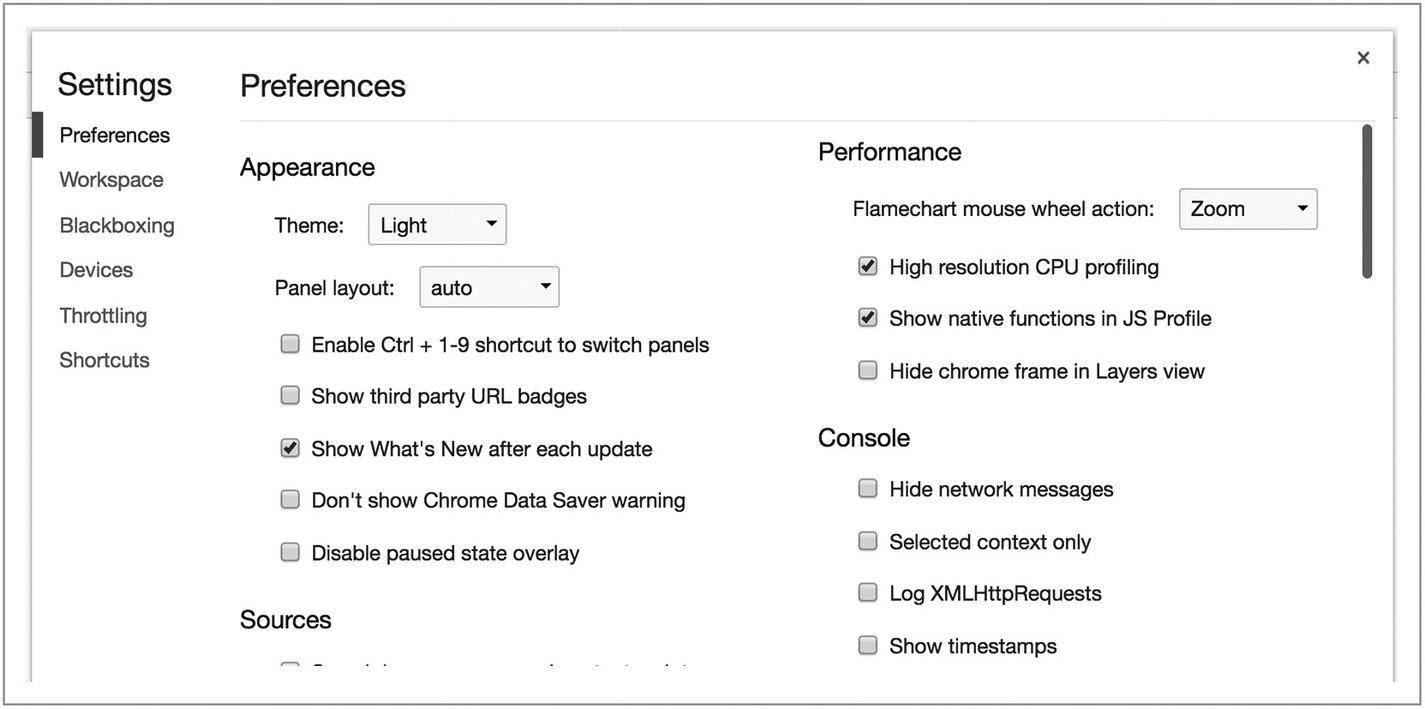 Settings
Preferences
Workspace
Blackboxing
Devices
Throttling
Shortcuts
Preferences
Appearance
Theme: Light
Panel layout: auto
Enable Ctrl + 1-9 shortcut to switch panels
Show third party URL badges
Show What's New after each update
Don't show Chrome Data Saver warning
Disable paused state overlay
Sources
Performance
Flamechart mouse wheel action: Zoom
High resolution CPU profiling
Show native functions in JS Profile
Hide chrome frame in Layers view
Console
Hide network messages
Selected context only
Log XMLHttpRequests
Show timestamps